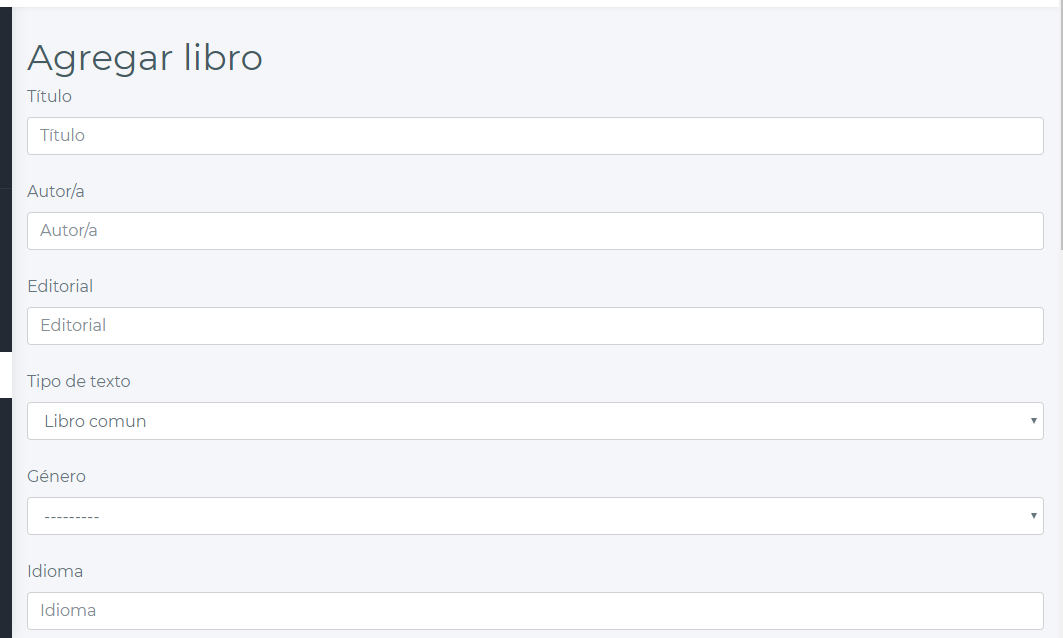 Agregar libro
Título
Título
Autor/a
Autor/a
Editorial
Editorial
Tipo de texto
Libro comun
Género
---------
Idioma
Idioma